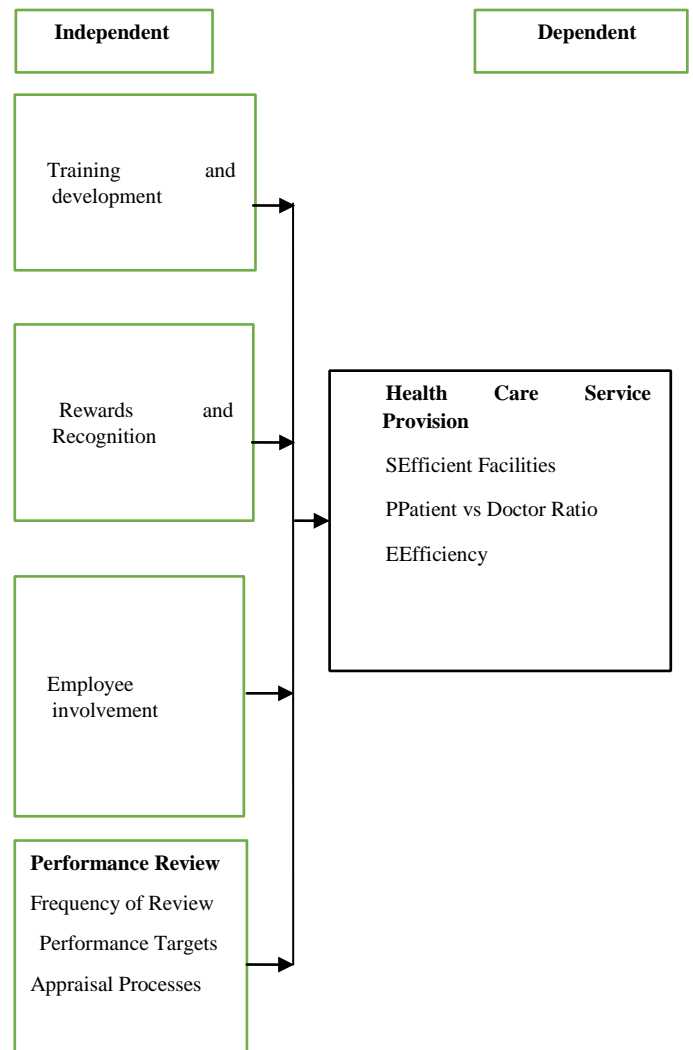 Independent
Dependent
Training and
development
Rewards and
Recognition
Health Care Service
Provision
SEfficient Facilities
PPatient vs Doctor Ratio
EEfficiency
Employee
involvement
Performance Review
Frequency of Review
Performance Targets
Appraisal Processes